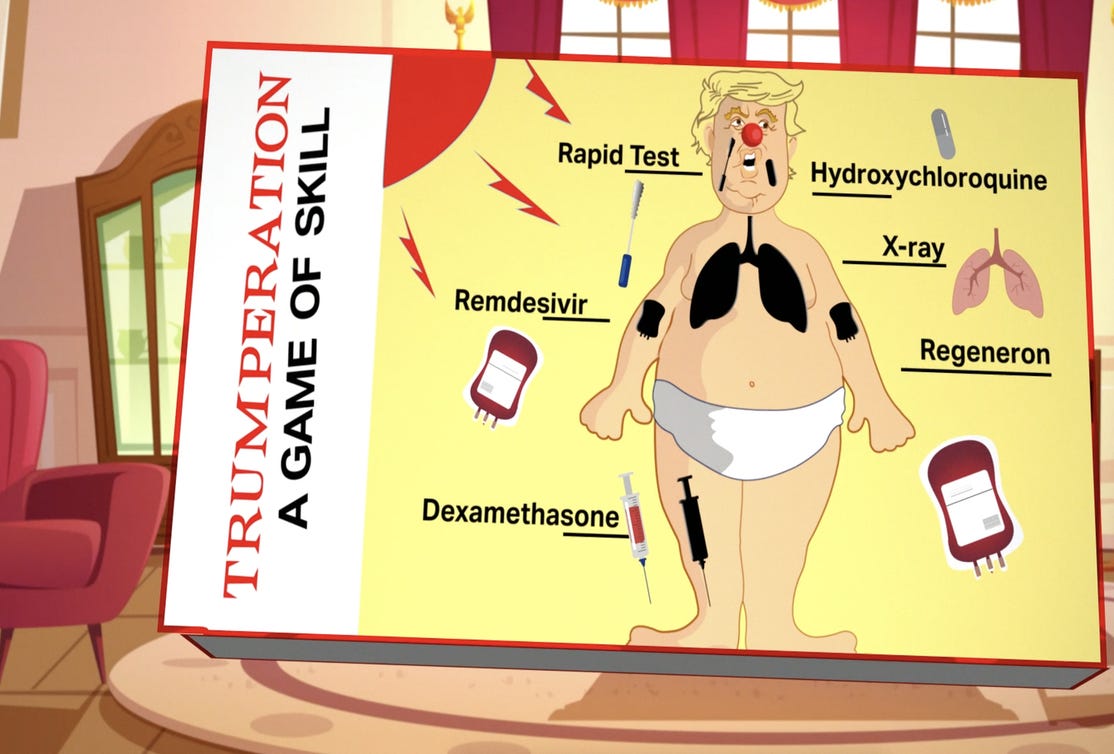 TRUMPERATION
A GAME OF SKILL
Rapid Test
Hydroxychloroquine
X-ray
Remdesivir
Regeneron
Dexamethasone